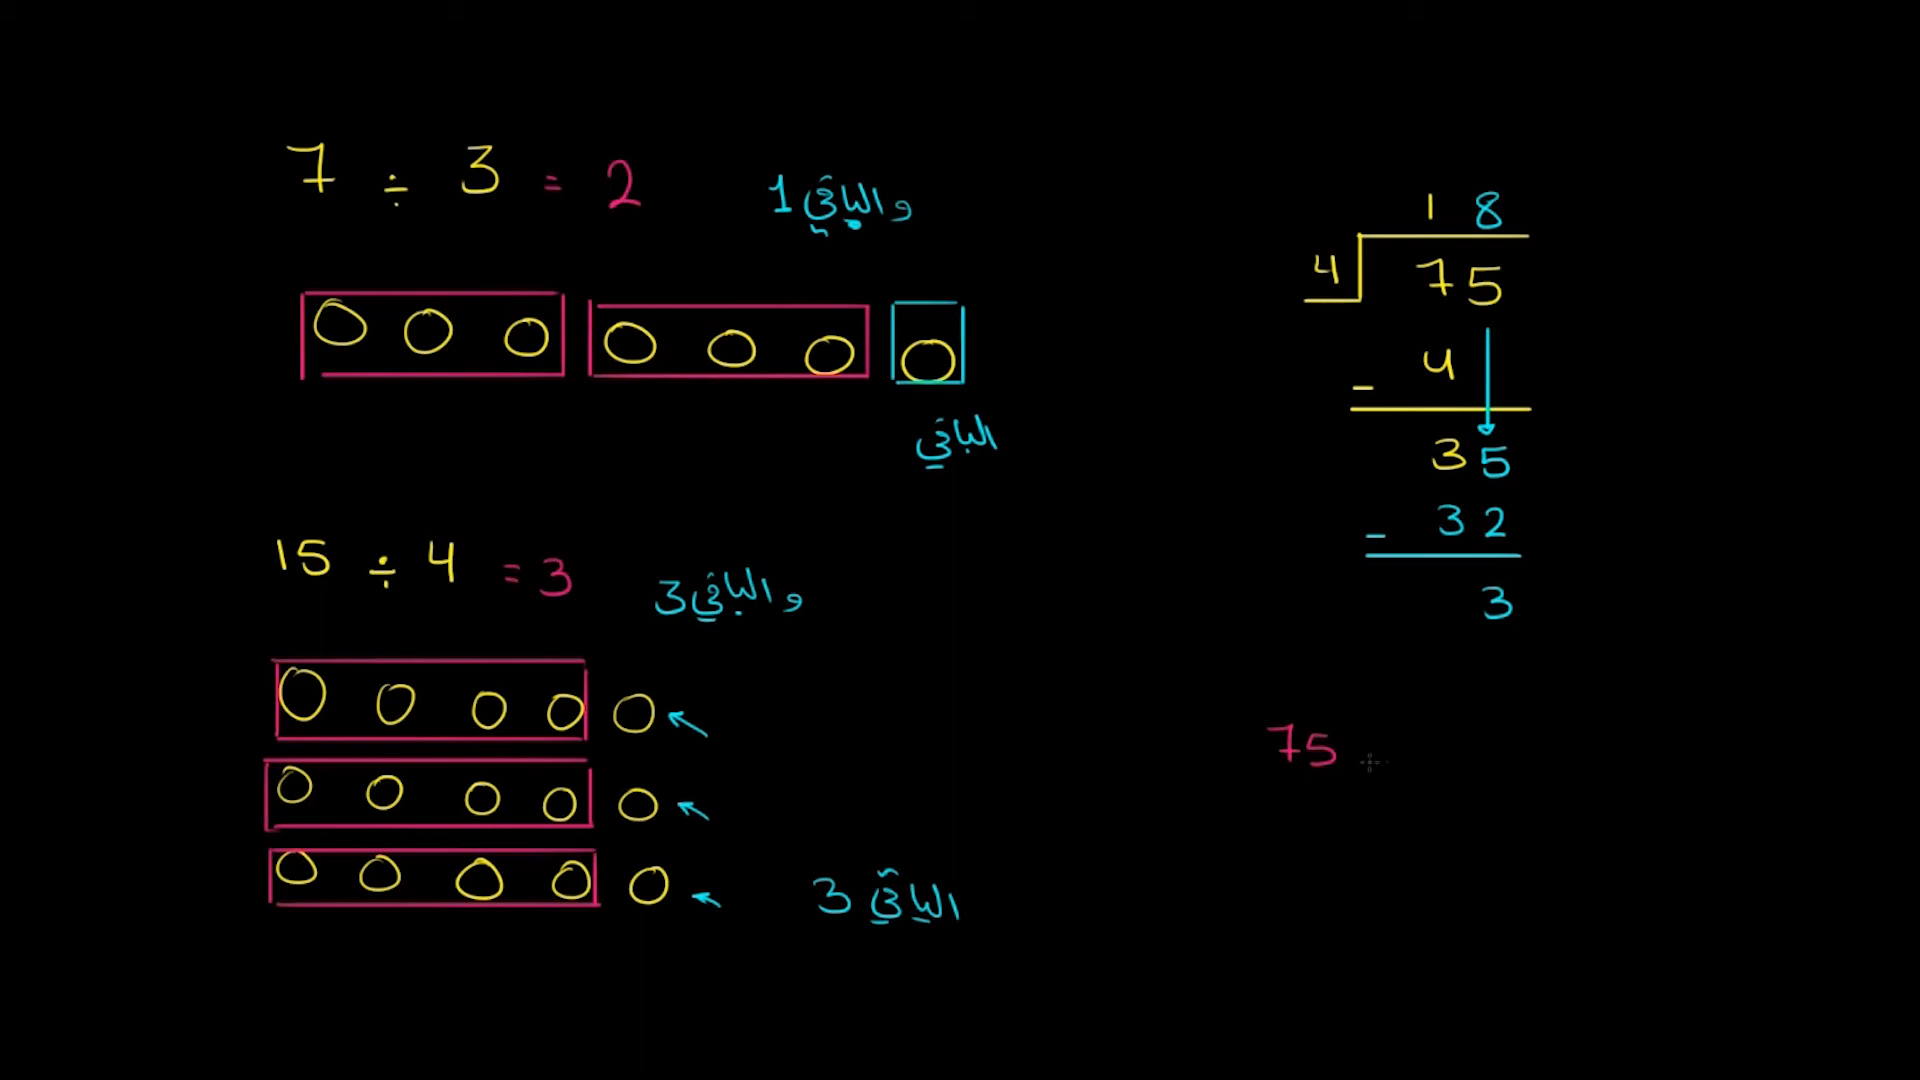 7 ÷ 3 = 2 والباقي 1
الباقي
15 ÷ 4 = 3 والباقي 3
الباقي 3
18
4 75
- 4
35
- 32
3
75